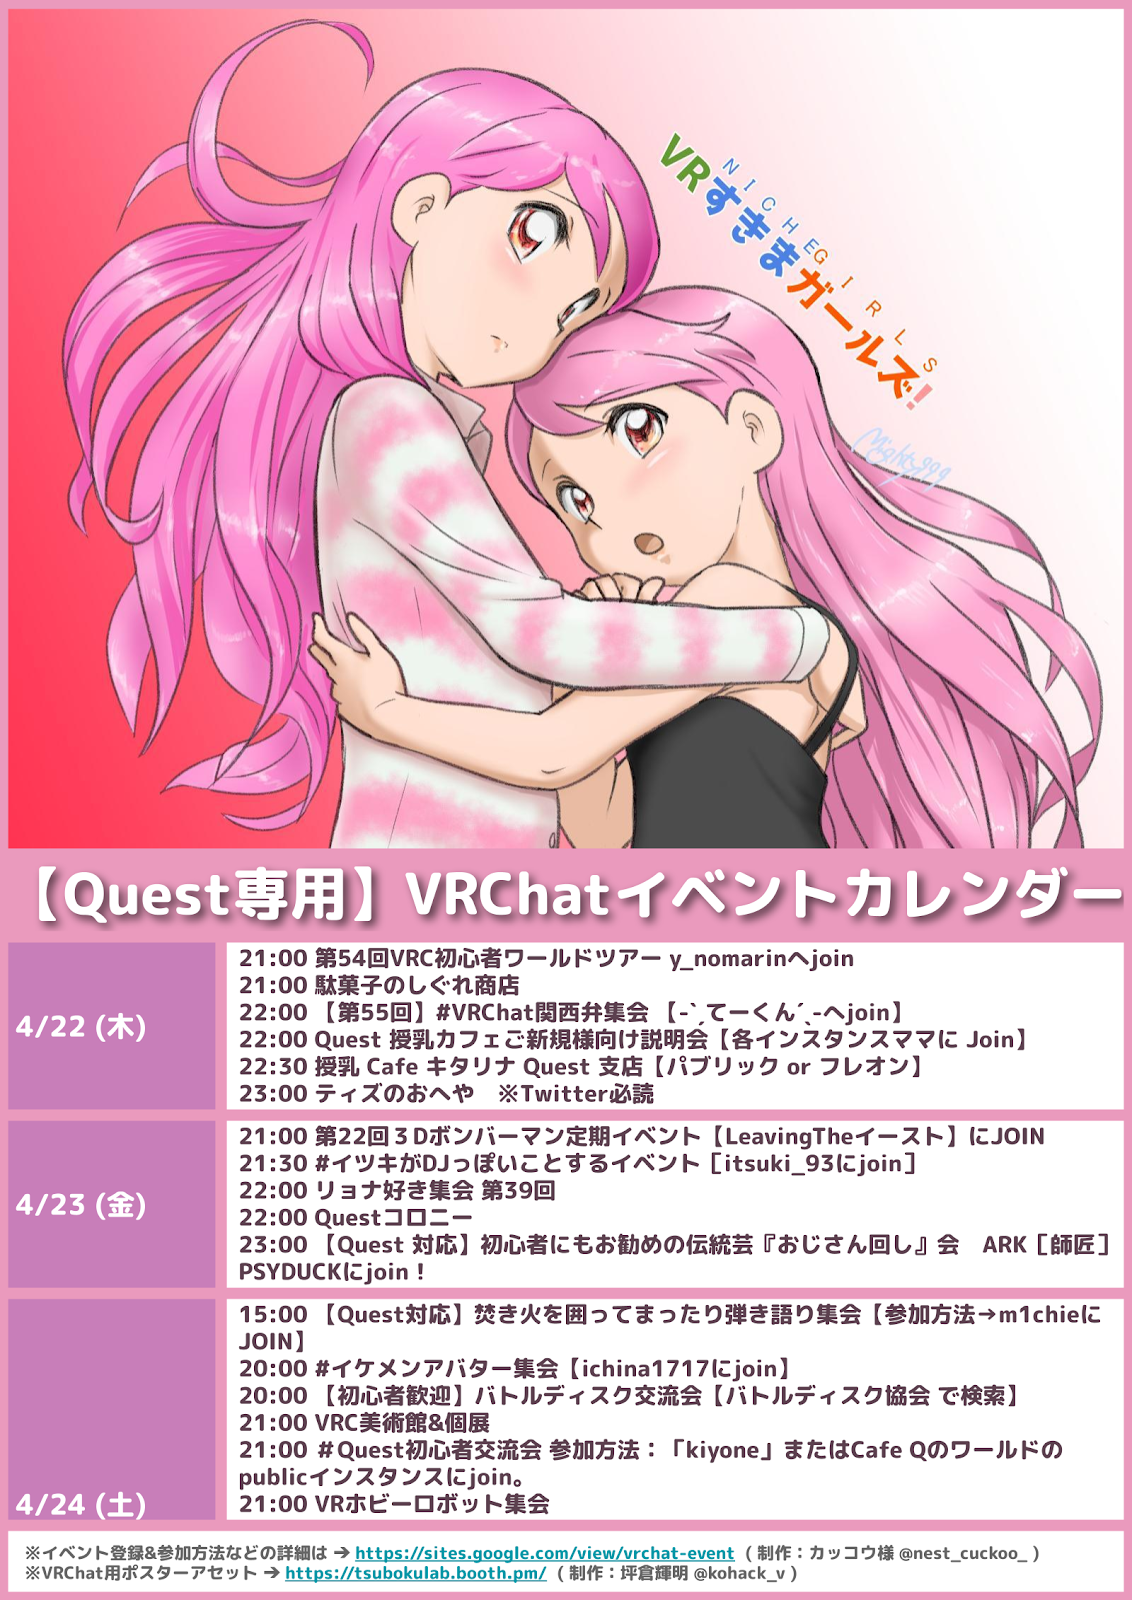 VRすきまガールズ!
NICHE GIRLS
Mighty999
【Quest専用】VRChatイベントカレンダー
4/22 (木)
21:00 第54回VRC初心者ワールドツアー y_nomarinへjoin
21:00 駄菓子のしぐれ商店
22:00 【第55回】#VRChat関西弁集会 【-`ˏてーくんˊˎ-へjoin】
22:00 Quest 授乳カフェご新規様向け説明会【各インスタンスママに Join】
22:30 授乳 Cafe キタリナ Quest 支店【パブリック or フレオン】
23:00 ティズのおへや　※Twitter必読
4/23 (金)
21:00 第22回３Dボンバーマン定期イベント【LeavingTheイースト】にJOIN
21:30 #イツキがDJっぽいことするイベント［itsuki_93にjoin］
22:00 リョナ好き集会 第39回
22:00 Questコロニー
23:00 【Quest 対応】初心者にもお勧めの伝統芸『おじさん回し』会　ARK［師匠］
PSYDUCKにjoin！
4/24 (土)
15:00 【Quest対応】焚き火を囲ってまったり弾き語り集会【参加方法→m1chieに
JOIN】
20:00 #イケメンアバター集会【ichina1717にjoin】
20:00 【初心者歓迎】バトルディスク交流会【バトルディスク協会 で検索】
21:00 VRC美術館&個展
21:00 ＃Quest初心者交流会 参加方法：「kiyone」またはCafe Qのワールドの
publicインスタンスにjoin。
21:00 VRホビーロボット集会
※イベント登録&参加方法などの詳細は ➔ https://sites.google.com/view/vrchat-event （ 制作：カッコウ様 @nest_cuckoo_ ）
※VRChat用ポスターアセット ➔ https://tsubokulab.booth.pm/ （ 制作：坪倉輝明 @kohack_v ）